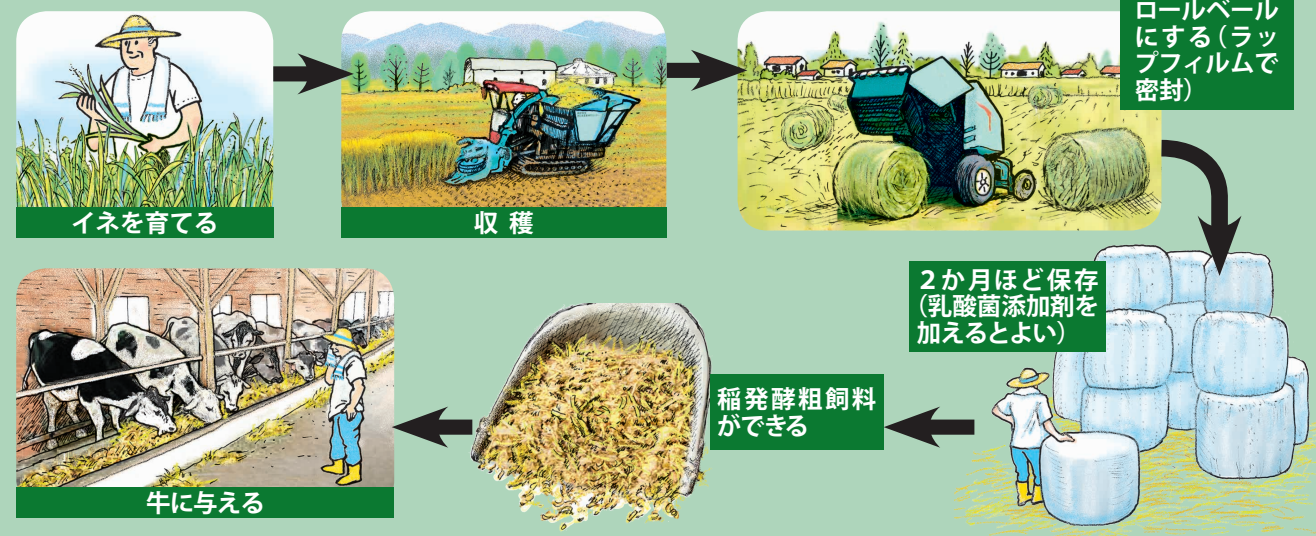 イネを育てる
収穫
ロールベール
にする（ラッ
プフィルムで
密封）
２か月ほど保存
（乳酸菌添加剤を
加えるとよい）
稲発酵粗飼料
ができる
牛に与える